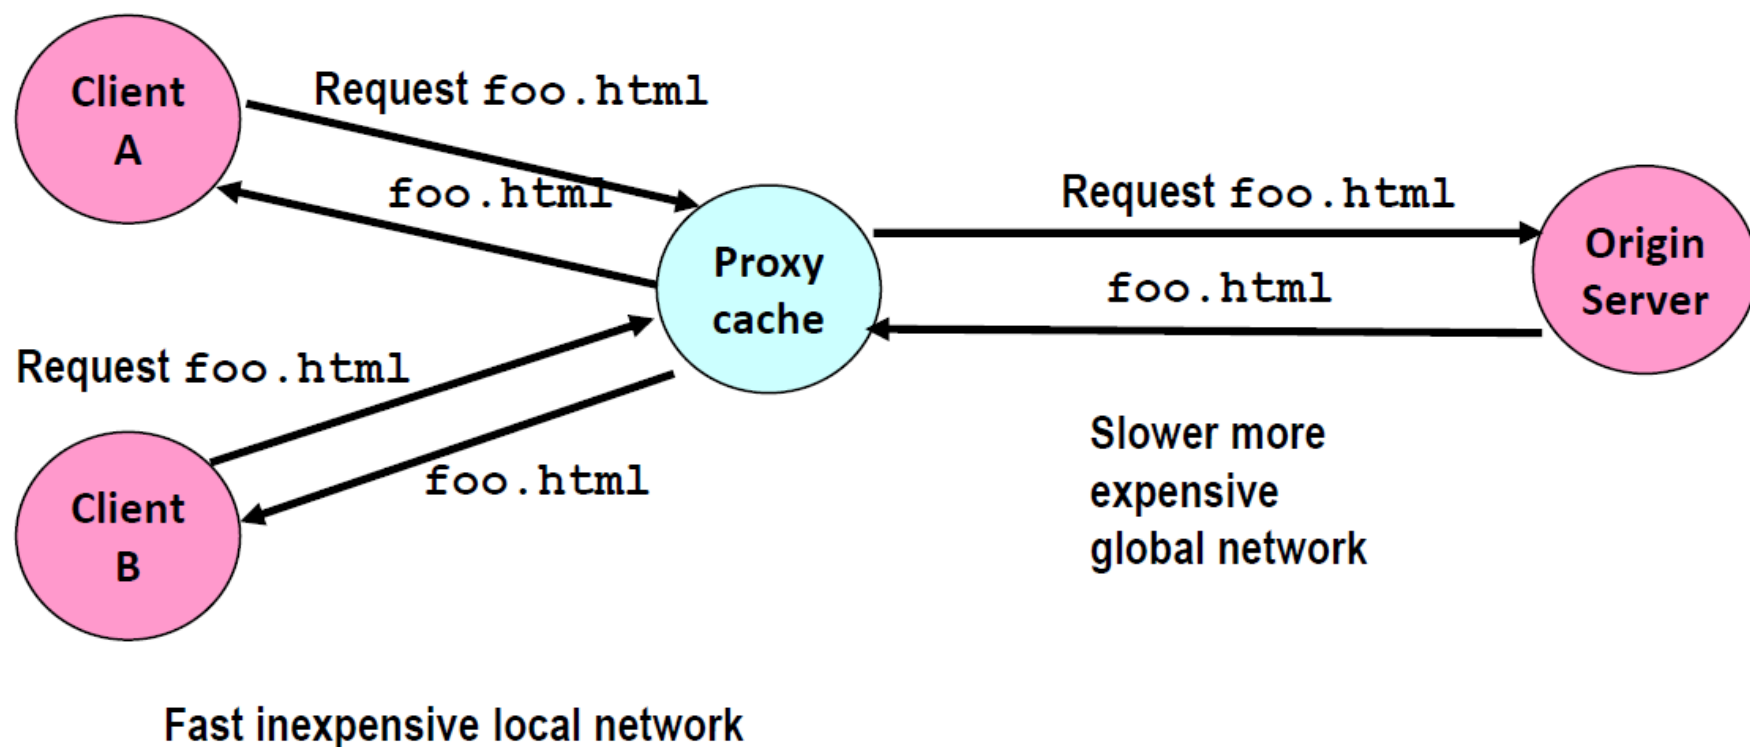 Client
A
Request foo.html
foo.html
Request foo.html
foo.html
Proxy
cache
Request foo.html
foo.html
Origin
Server
Client
B
Slower more
expensive
global network
Fast inexpensive local network